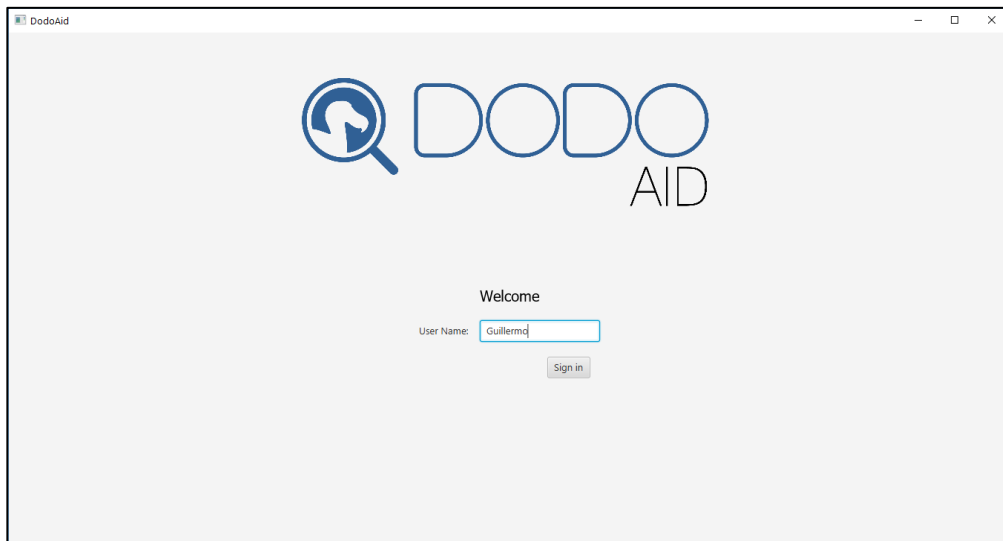 DodoAid
DODO
AID
Welcome
User Name: Guillermo
Sign in